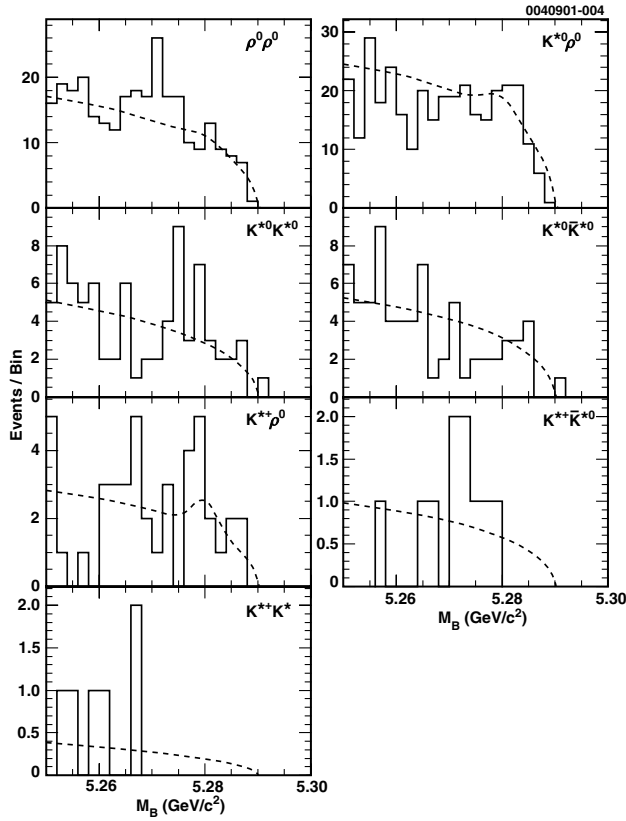 0040901-004
ρ⁰ρ⁰
20
10
0
K*⁰ρ⁰
30
20
10
0
K*⁰K*⁰
8
6
4
2
0
K*⁰K̄*⁰
8
6
4
2
0
Events / Bin
K*⁺ρ⁰
4
2
0
K*⁺K̄*⁰
2.0
1.5
1.0
0.5
0
5.26 5.28 5.30
M_B (GeV/c²)
K*⁺K*
2.0
1.5
1.0
0.5
0
5.26 5.28 5.30
M_B (GeV/c²)